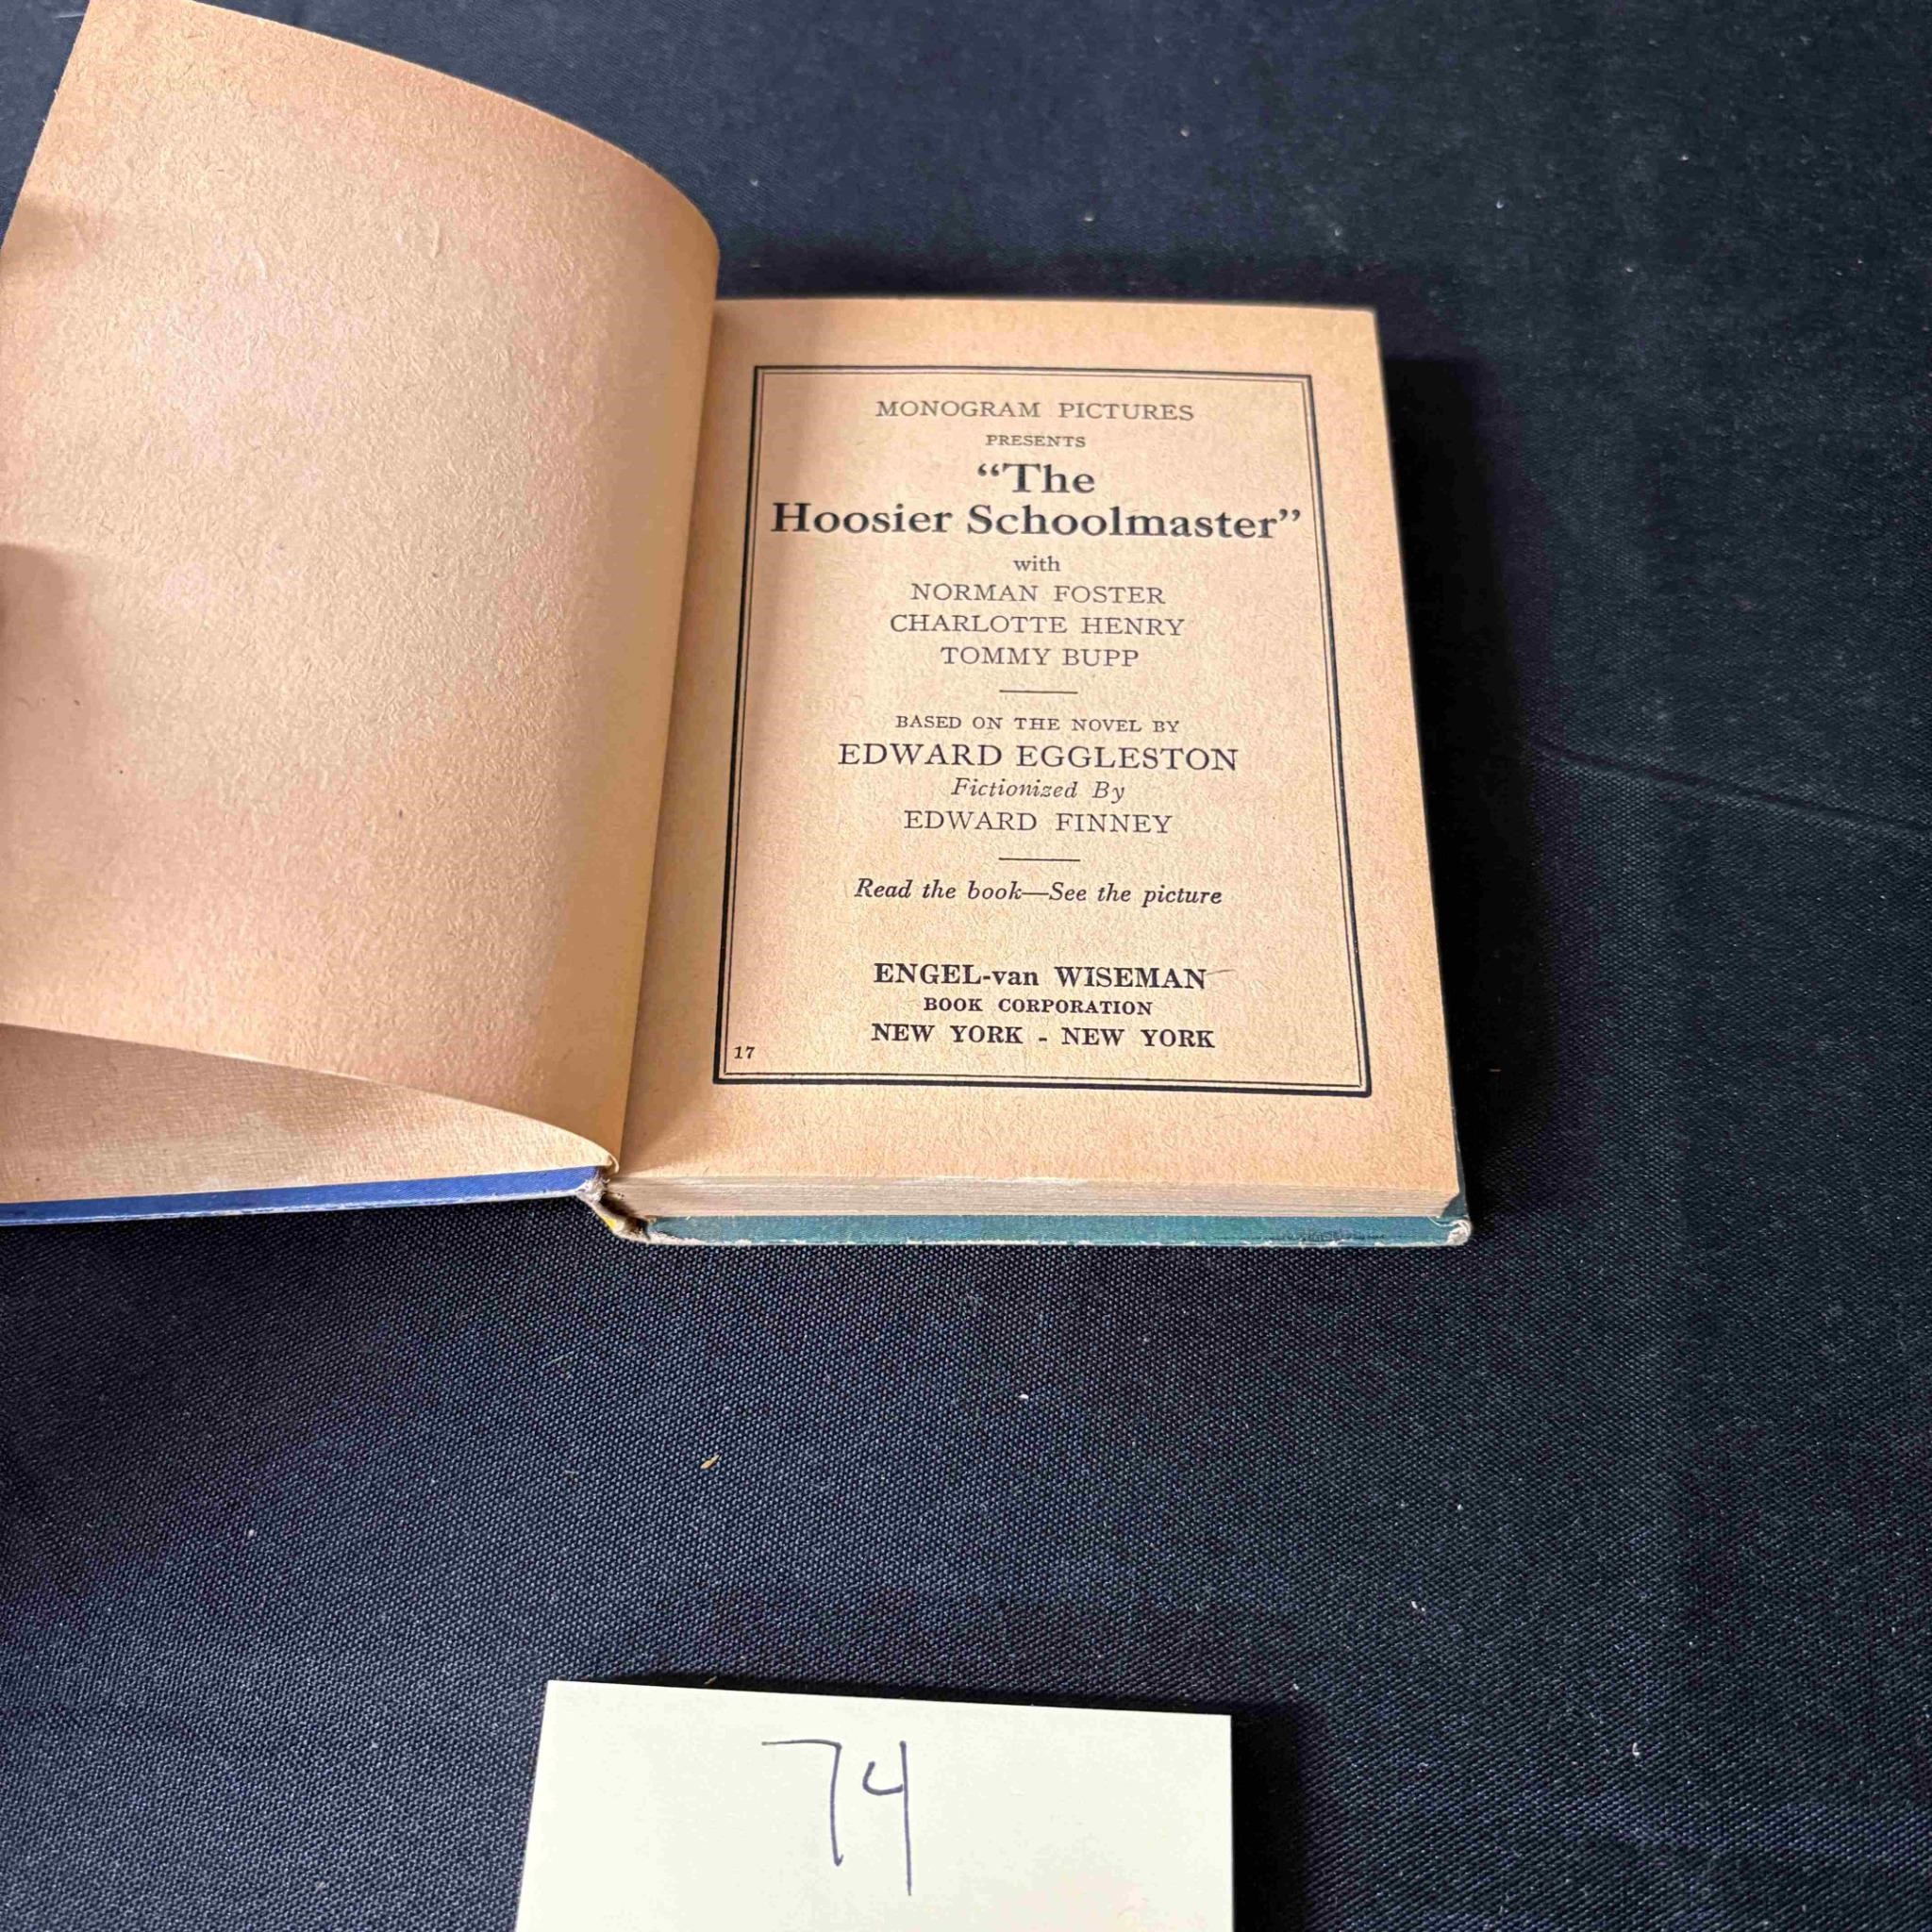 MONOGRAM PICTURES
PRESENTS
“The
Hoosier Schoolmaster”
with
NORMAN FOSTER
CHARLOTTE HENRY
TOMMY BUPP
BASED ON THE NOVEL BY
EDWARD EGGLESTON
Fictionized By
EDWARD FINNEY
Read the book—See the picture
ENGEL-van WISEMAN
BOOK CORPORATION
NEW YORK - NEW YORK
17
74